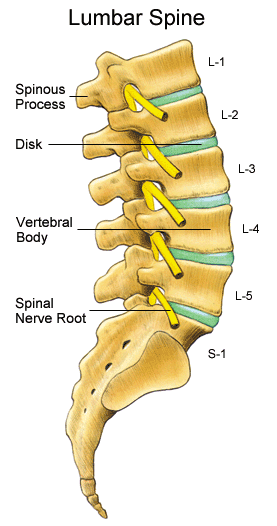 Lumbar Spine
L-1
Spinous
Process
L-2
Disk
L-3
Vertebral
Body
L-4
L-5
Spinal
Nerve Root
S-1